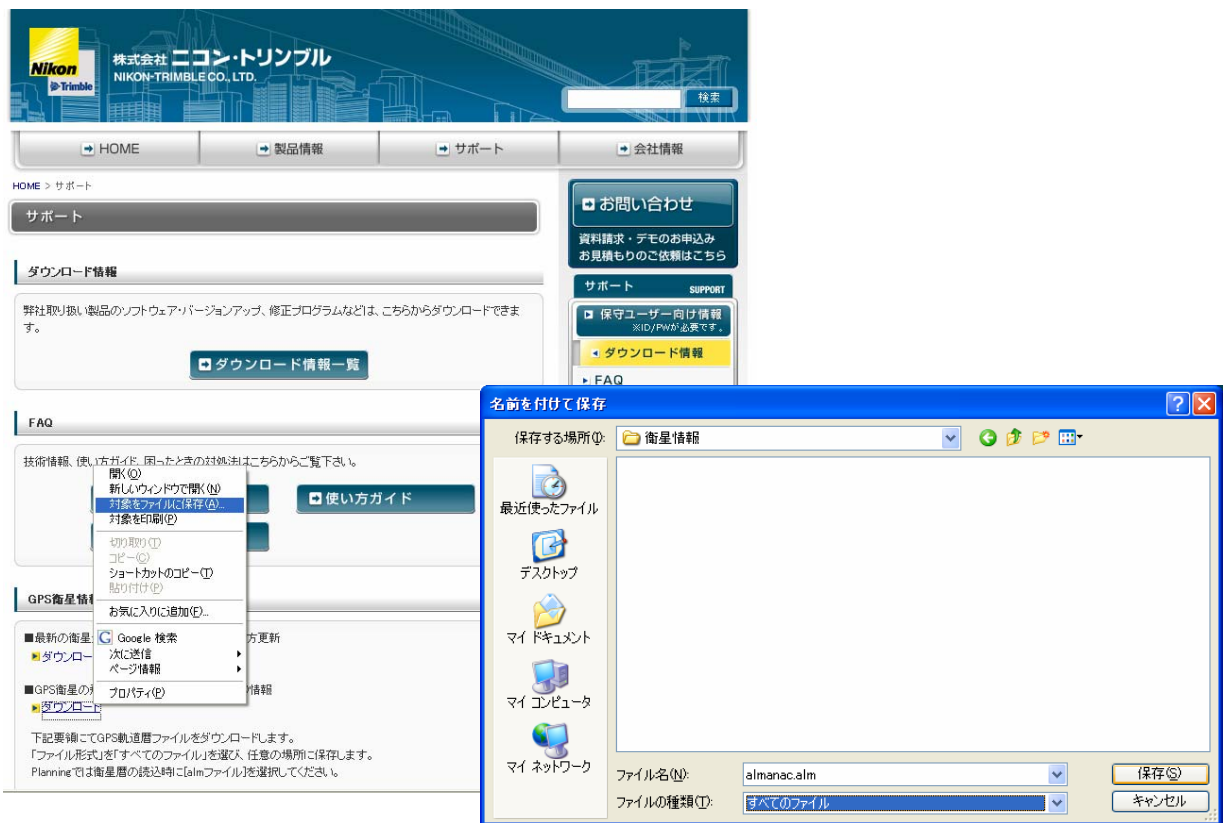 Nikon
Trimble
株式会社 ニコン・トリンブル
NIKON-TRIMBLE CO., LTD.
検索
HOME
製品情報
サポート
会社情報
HOME > サポート
サポート
ダウンロード情報
弊社取り扱い製品のソフトウェア・バージョンアップ、修正プログラムなどは、こちらからダウンロードできま
す。
ダウンロード情報一覧
FAQ
技術情報、使い方ガイド、困ったときの対処法はこちらからご覧下さい。
使い方ガイド
GPS衛星情
■最新の衛星
方更新
ダウンロー
■GPS衛星の
情報
ダウンロード
下記要領にてGPS軌道暦ファイルをダウンロードします。
「ファイル形式」を「すべてのファイル」を選び、任意の場所に保存します。
Planningでは衛星暦の読込時に[almファイル]を選択してください。
開く(O)
新しいウィンドウで開く(N)
対象をファイルに保存(A)...
対象を印刷(P)
切り取り(T)
コピー(C)
ショートカットのコピー(T)
貼り付け(P)
お気に入りに追加(F)...
Google 検索
次に送信
ページ情報
プロパティ(P)
お問い合わせ
資料請求・デモのお申込み
お見積もりのご依頼はこちら
サポート SUPPORT
保守ユーザー向け情報
※ID/PWが必要です。
ダウンロード情報
FAQ
名前を付けて保存
保存する場所(I): 衛星情報
最近使ったファイル
デスクトップ
マイ ドキュメント
マイ コンピュータ
マイ ネットワーク
ファイル名(N): almanac.alm 保存(S)
ファイルの種類(T): すべてのファイル キャンセル